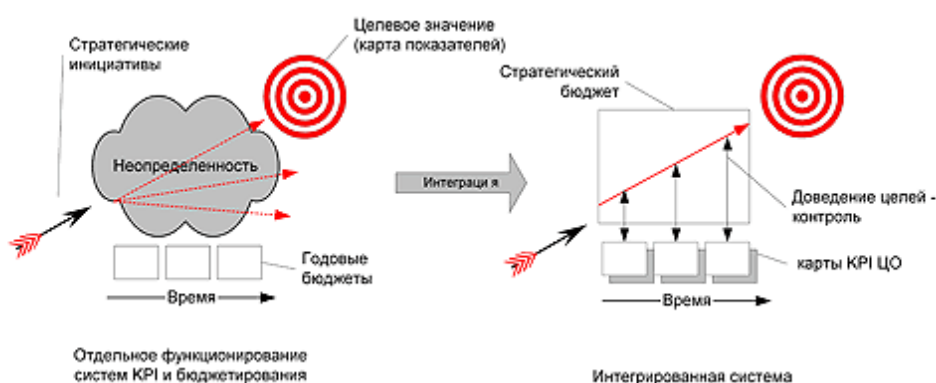 Стратегические
инициативы
Целевое значение
(карта показателей)
Неопределенность
Годовые
бюджеты
Время
Отдельное функционирование
систем KPI и бюджетирования
Интеграци я
Стратегический
бюджет
Доведение целей -
контроль
карты KPI ЦО
Время
Интегрированная система